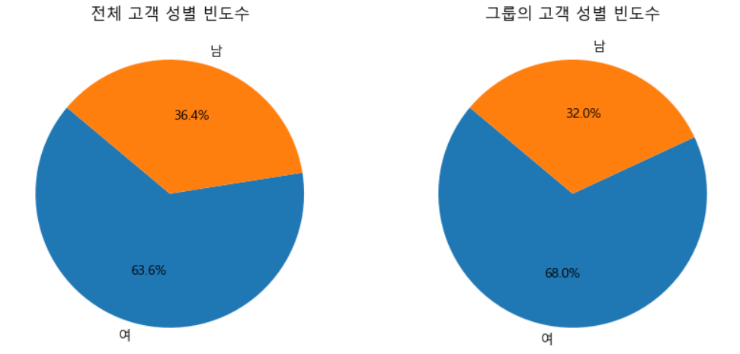 전체 고객 성별 빈도수
남
36.4%
63.6%
여
그룹의 고객 성별 빈도수
남
32.0%
68.0%
여